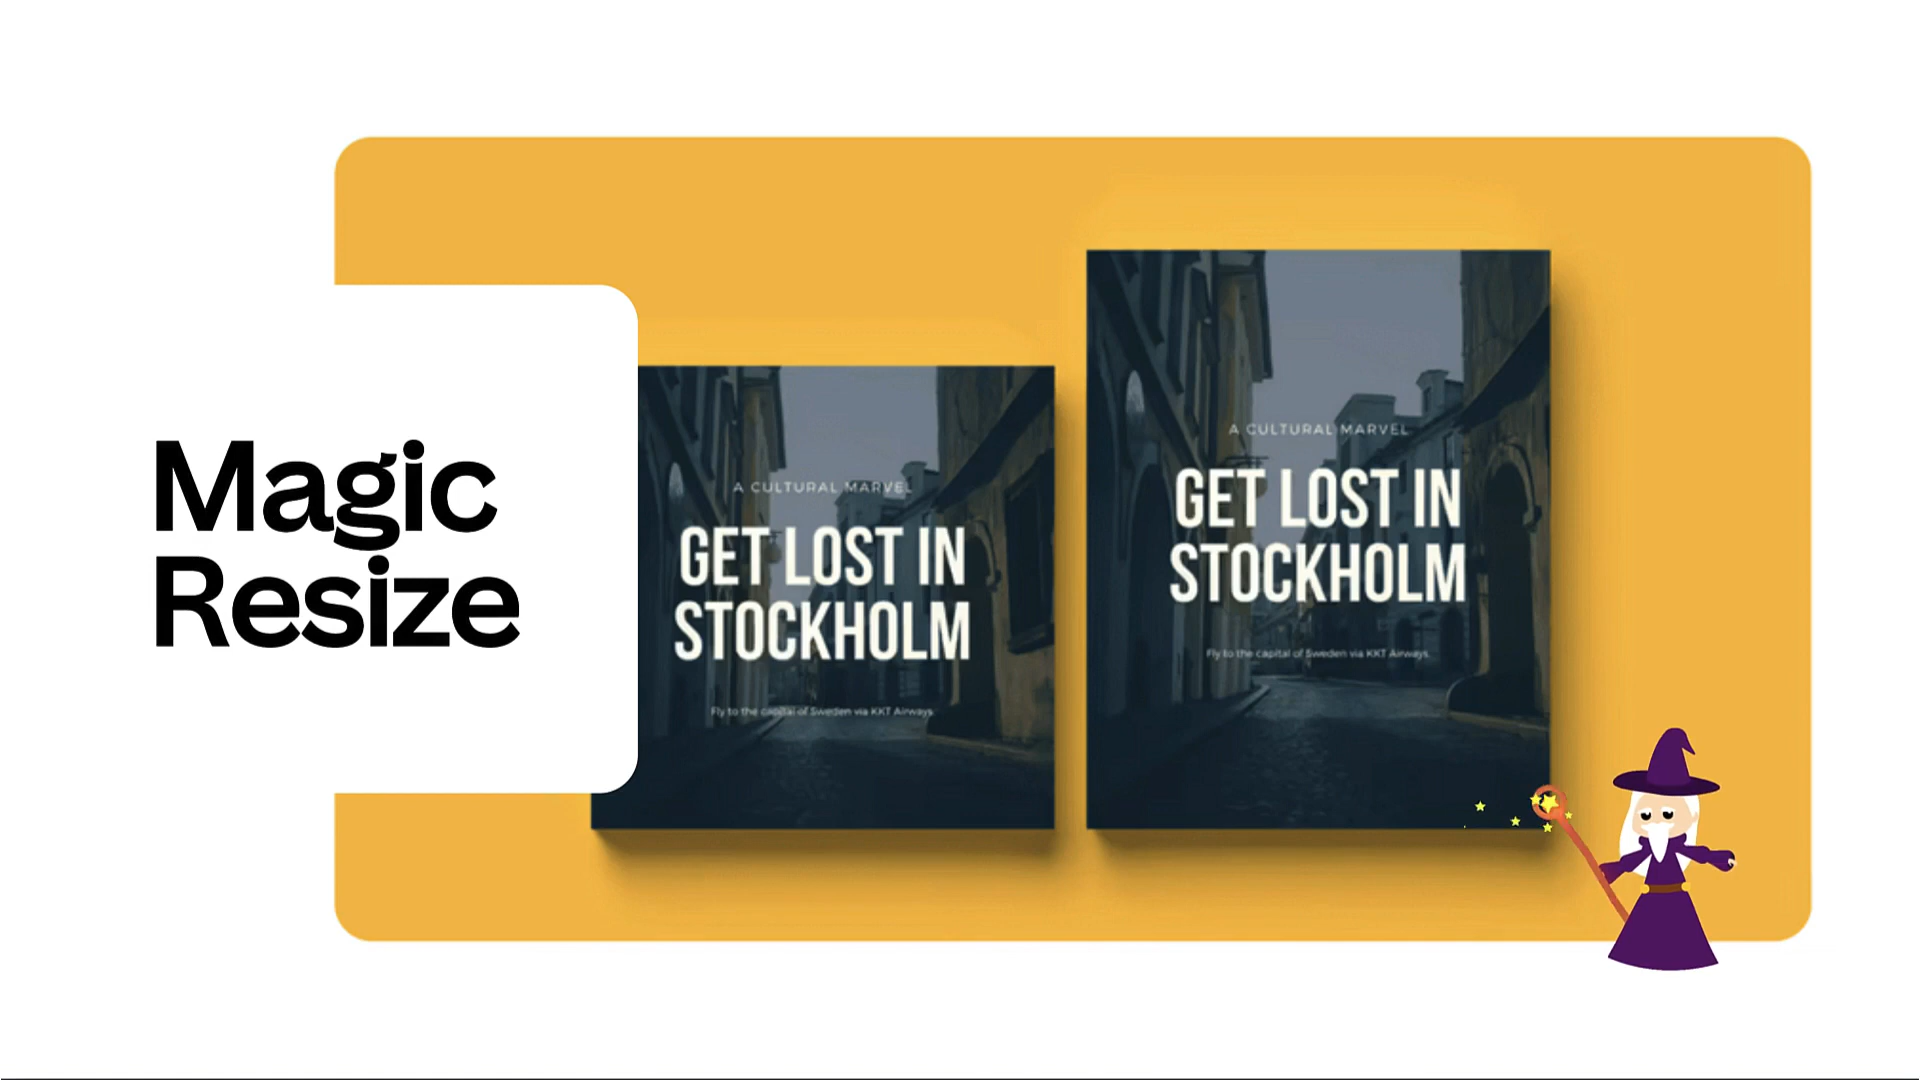 Magic
Resize
A CULTURAL MARVEL
GET LOST IN
STOCKHOLM
Fly to the capital of Sweden via KKT Airways.
A CULTURAL MARVEL
GET LOST IN
STOCKHOLM
Fly to the capital of Sweden via KKT Airways.